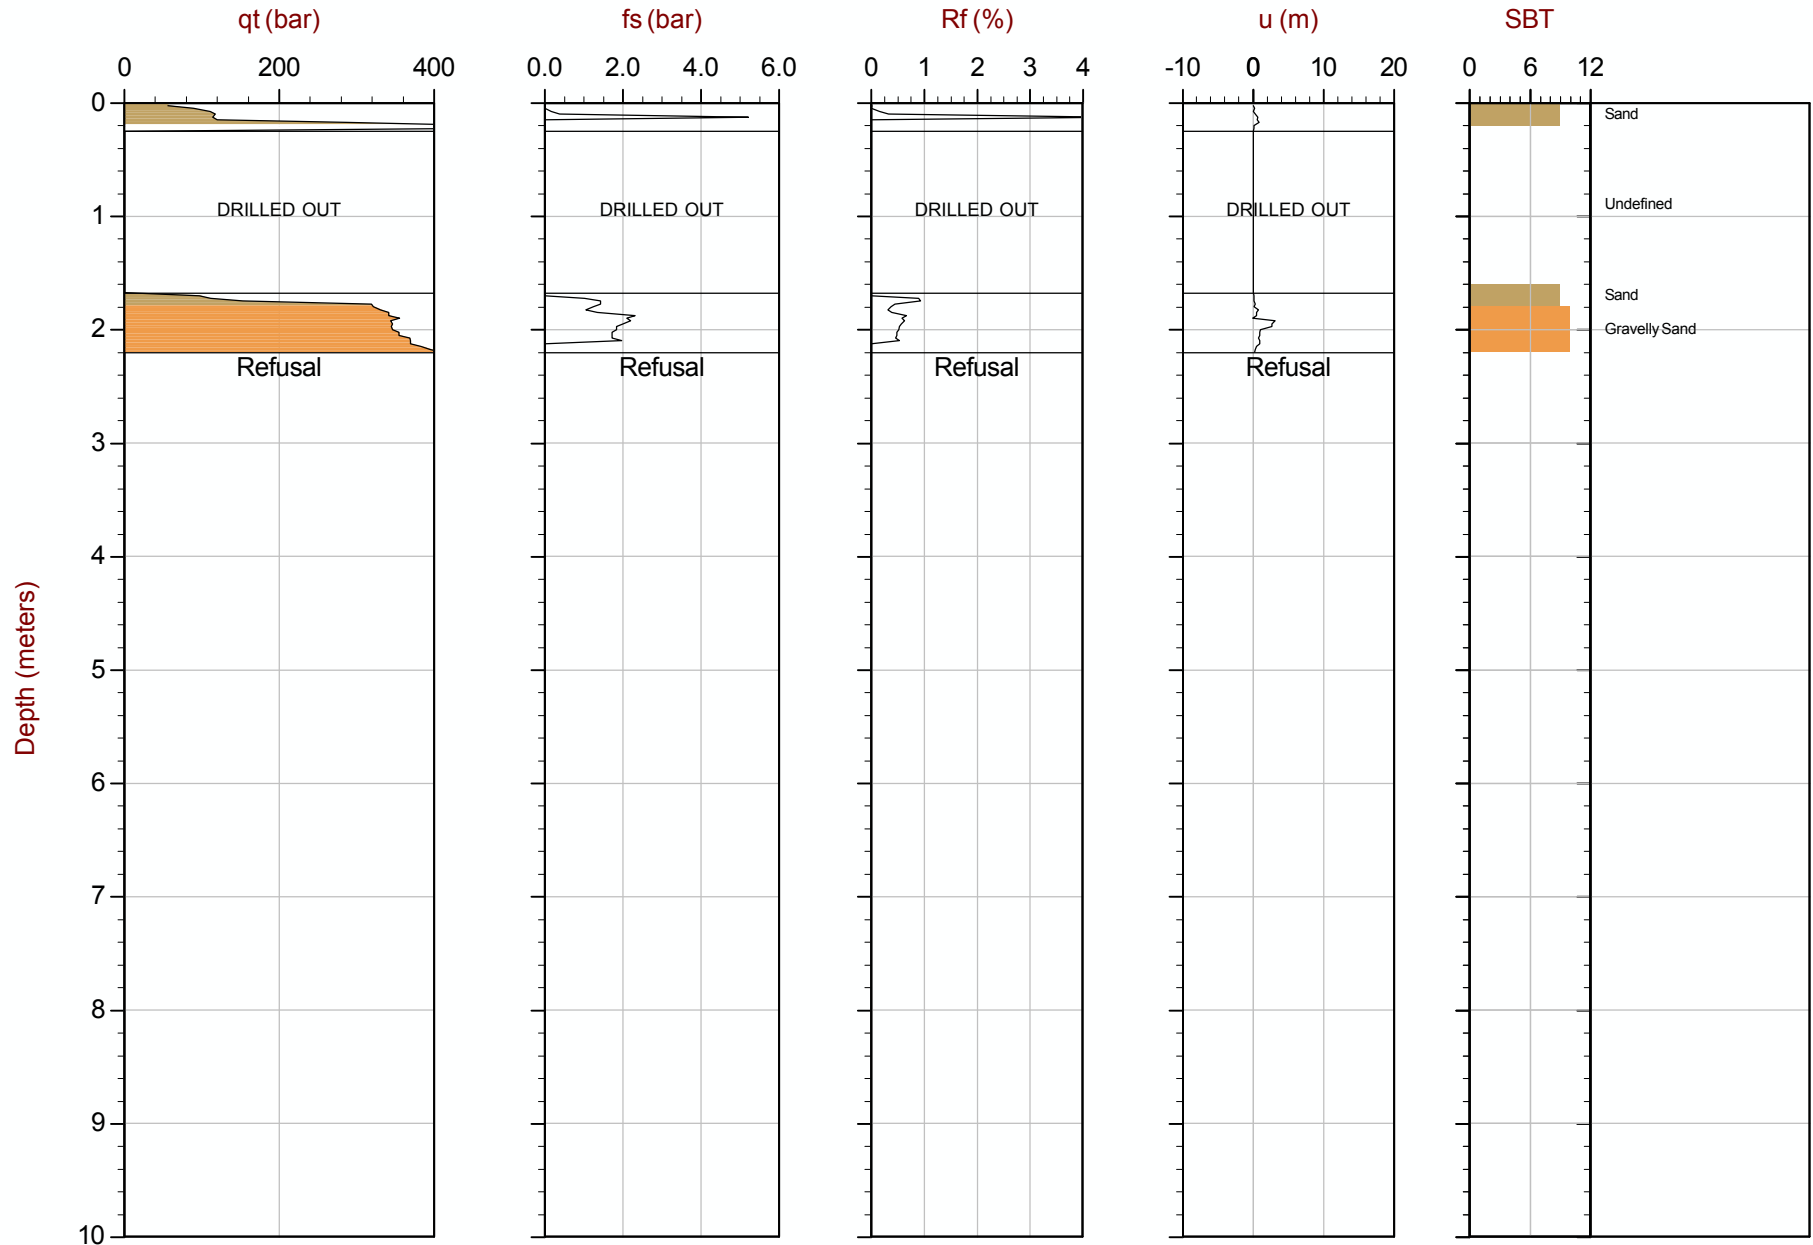 qt (bar) fs (bar) Rf (%) u (m) SBT
0 200 400 0.0 2.0 4.0 6.0 0 1 2 3 4 -10 0 10 20 0 6 12
0
Sand
Undefined
1 DRILLED OUT DRILLED OUT DRILLED OUT DRILLED OUT
Sand
2 Gravelly Sand
Refusal Refusal Refusal Refusal
3
4
5
Depth (meters)
6
7
8
9
10